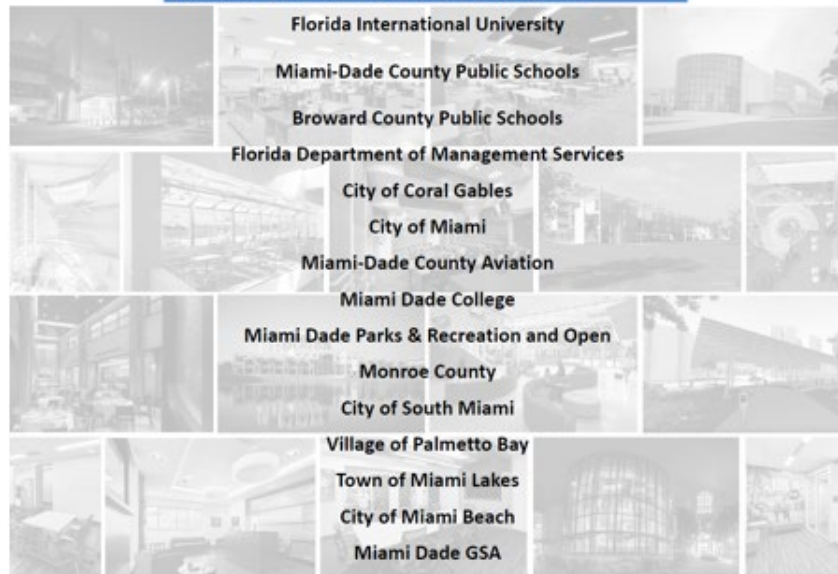 Florida International University
Miami-Dade County Public Schools
Broward County Public Schools
Florida Department of Management Services
City of Coral Gables
City of Miami
Miami-Dade County Aviation
Miami Dade College
Miami Dade Parks & Recreation and Open
Monroe County
City of South Miami
Village of Palmetto Bay
Town of Miami Lakes
City of Miami Beach
Miami Dade GSA